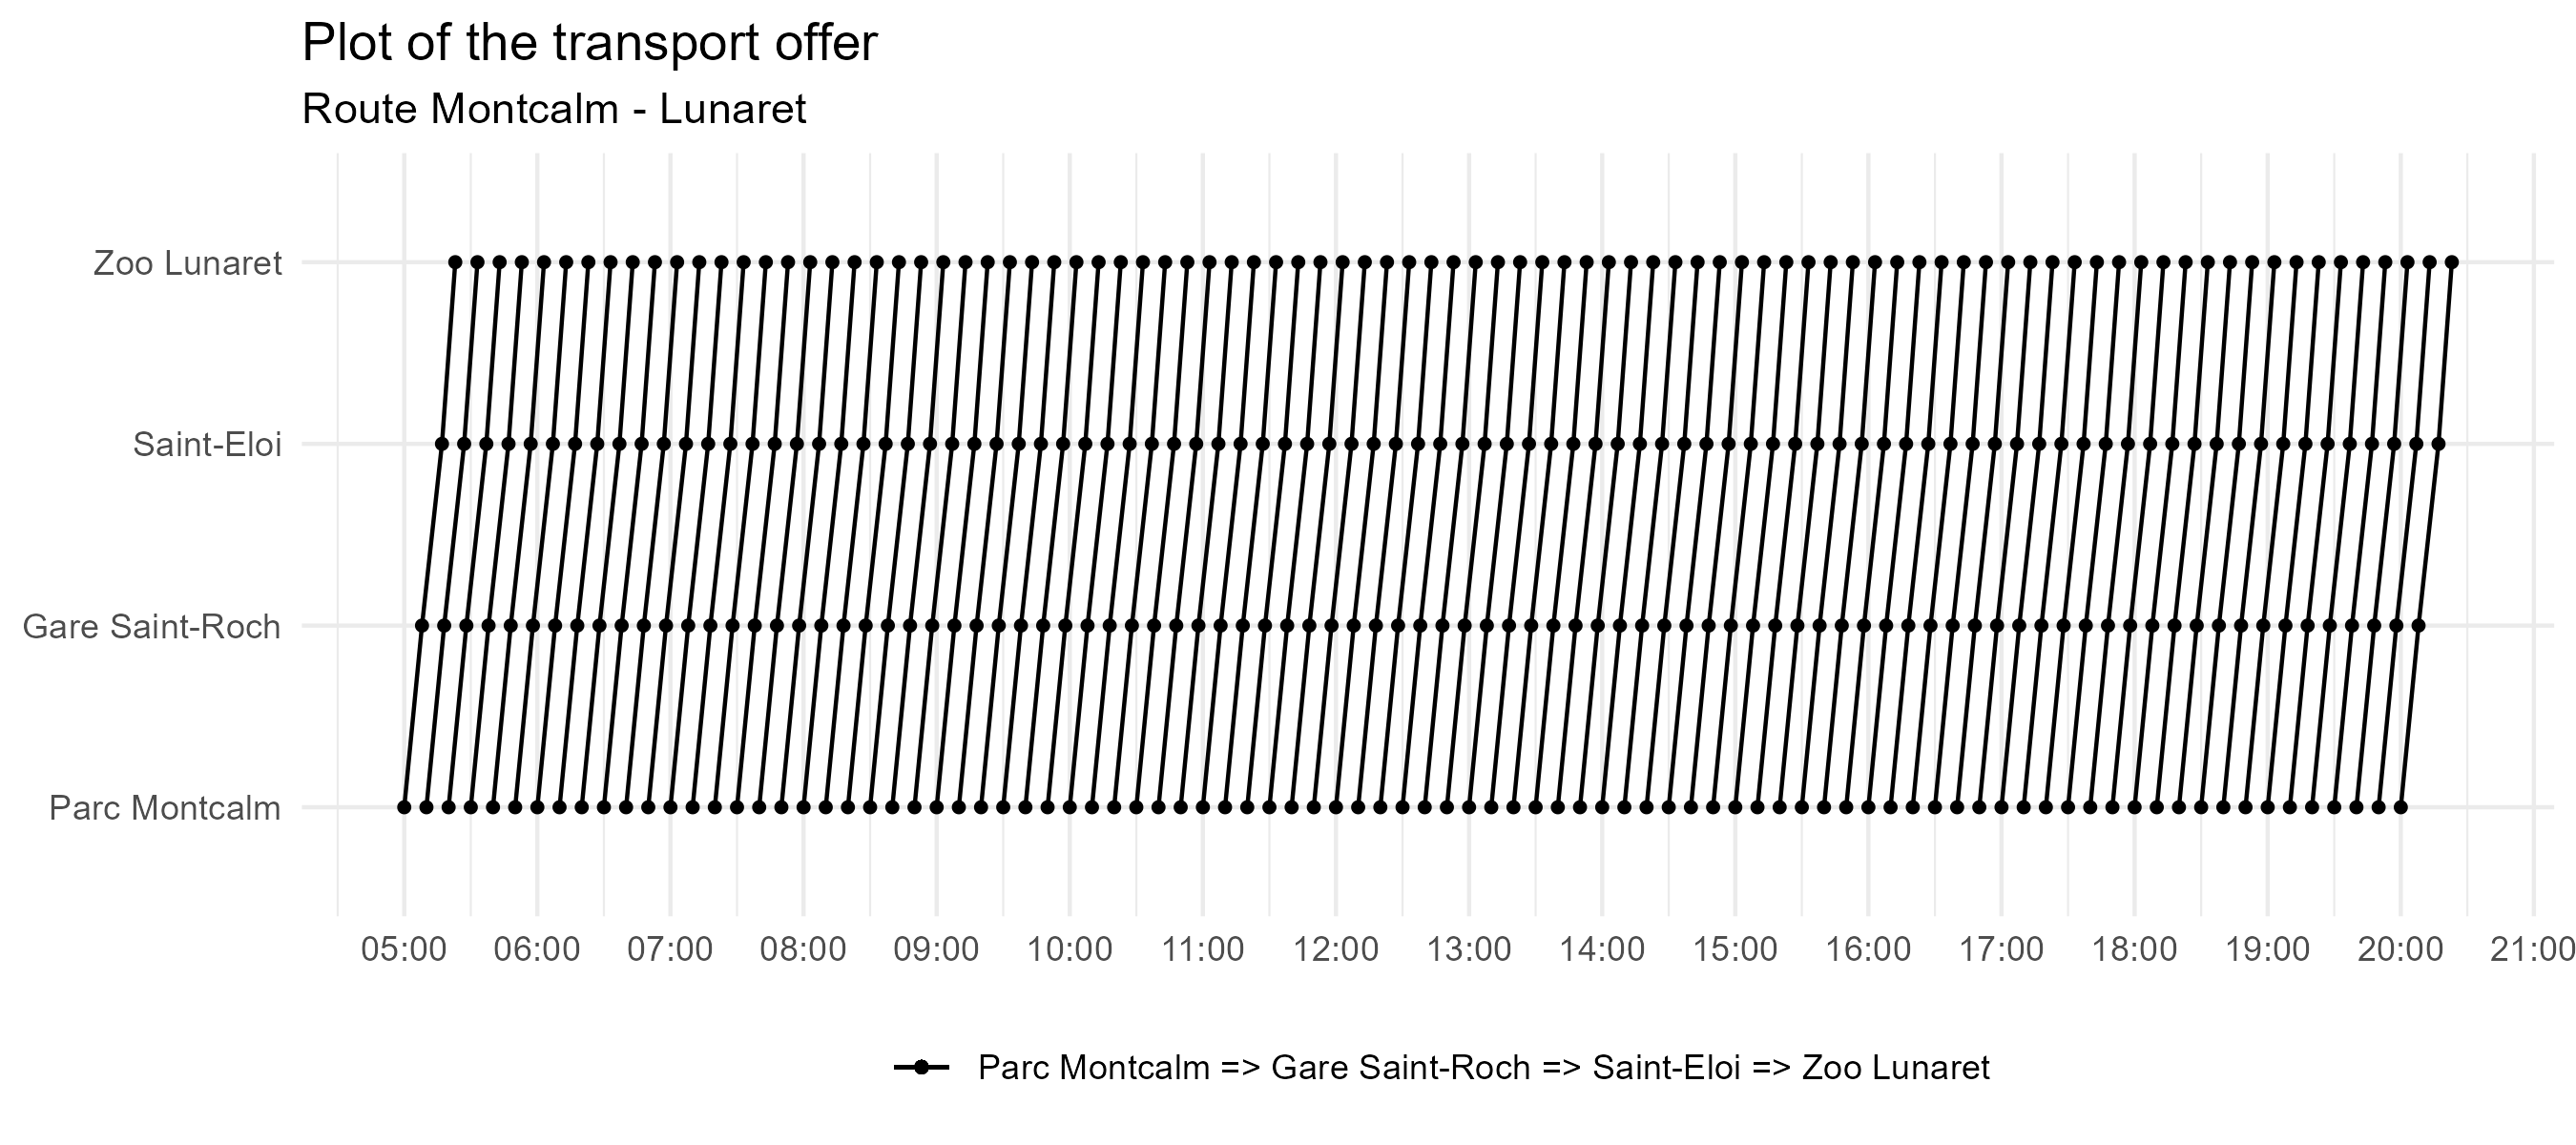 Plot of the transport offer
Route Montcalm - Lunaret
Zoo Lunaret
Saint-Eloi
Gare Saint-Roch
Parc Montcalm
05:00 06:00 07:00 08:00 09:00 10:00 11:00 12:00 13:00 14:00 15:00 16:00 17:00 18:00 19:00 20:00 21:00
Parc Montcalm => Gare Saint-Roch => Saint-Eloi => Zoo Lunaret